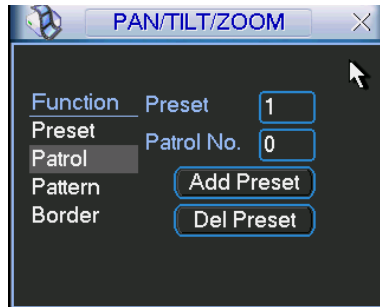 PAN/TILT/ZOOM
Function
Preset
Patrol
Pattern
Border
Preset 1
Patrol No. 0
Add Preset
Del Preset